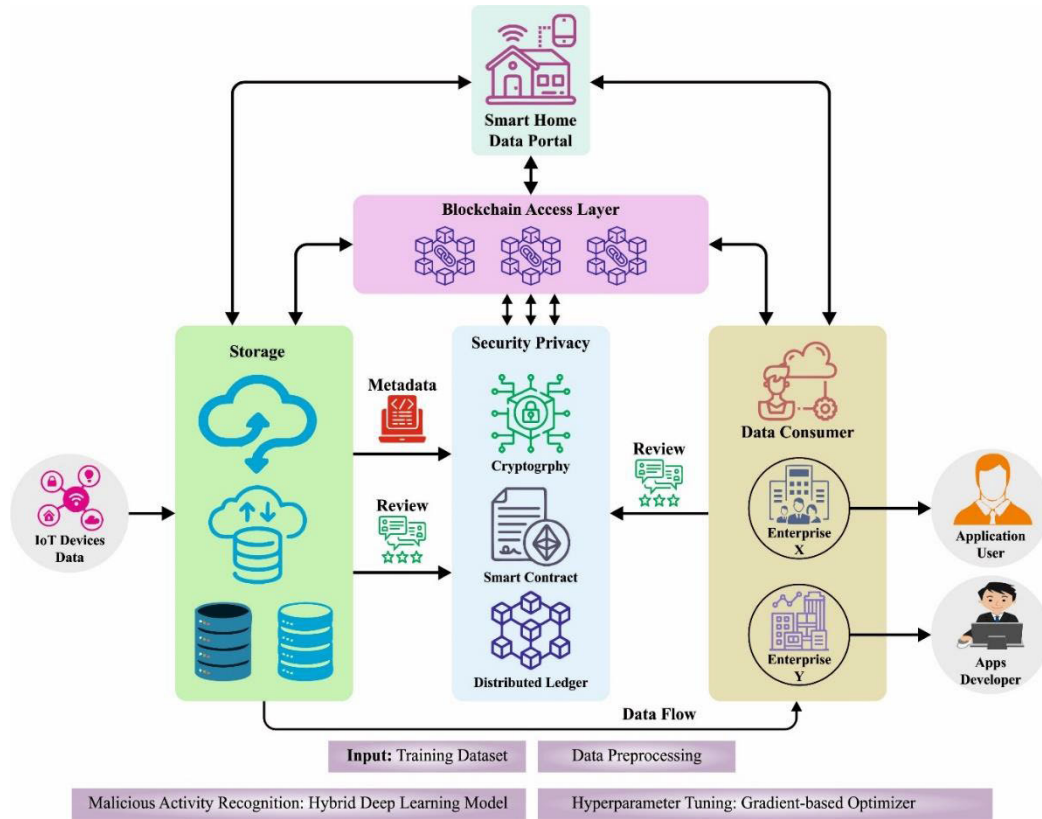 Smart Home
Data Portal
Blockchain Access Layer
Storage
Security Privacy
Metadata
Cryptogrphy
Data Consumer
Review
Review
IoT Devices
Data
Enterprise
X
Application
User
Smart Contract
Enterprise
Y
Distributed Ledger
Apps
Developer
Data Flow
Input: Training Dataset
Data Preprocessing
Malicious Activity Recognition: Hybrid Deep Learning Model
Hyperparameter Tuning: Gradient-based Optimizer